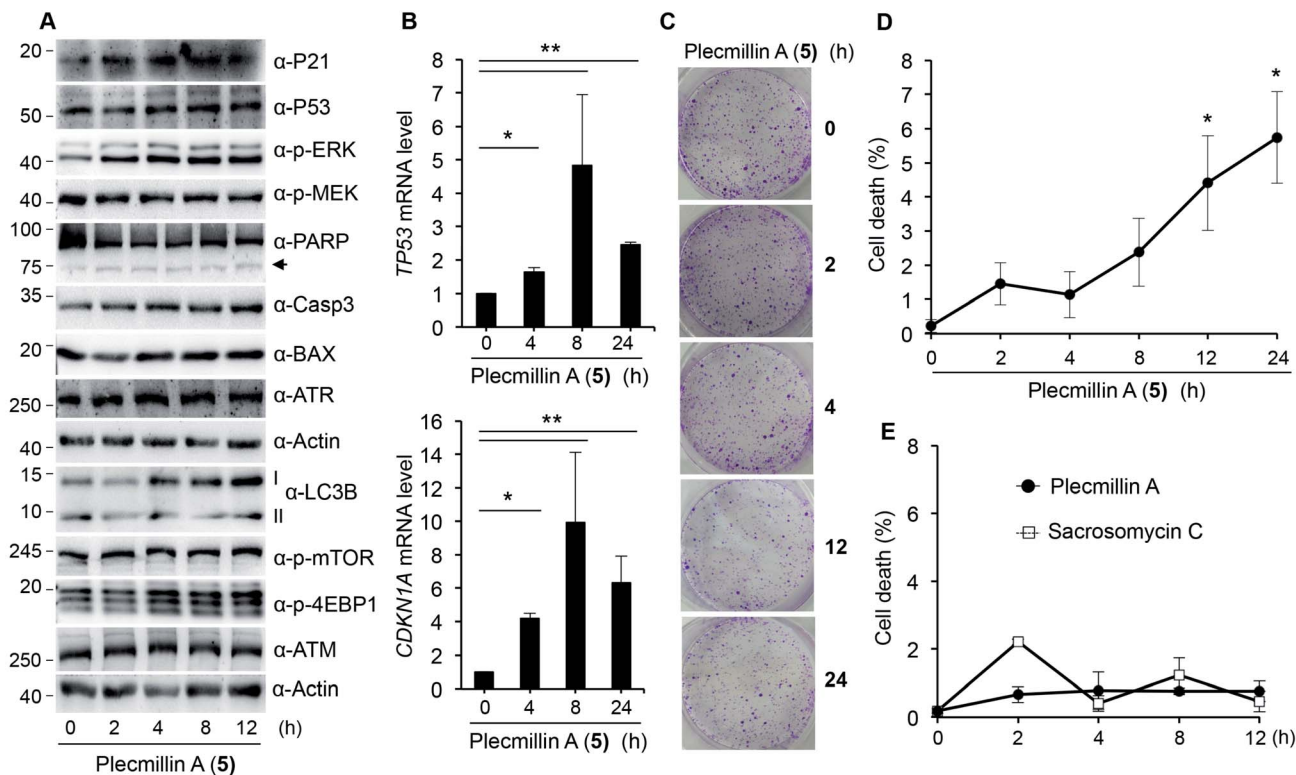 A
20
α-P21
50
α-P53
40
α-p-ERK
40
α-p-MEK
100
α-PARP
75
35
α-Casp3
20
α-BAX
250
α-ATR
40
α-Actin
15
I
α-LC3B
10
II
245
α-p-mTOR
20
α-p-4EBP1
250
α-ATM
40
α-Actin
0 2 4 8 12 (h)
Plecmillin A (5)
B
**
*
TP53 mRNA level
8
7
6
5
4
3
2
1
0
0 4 8 24
Plecmillin A (5) (h)
**
*
CDKN1A mRNA level
16
14
12
10
8
6
4
2
0
0 4 8 24
Plecmillin A (5) (h)
C
Plecmillin A (5) (h)
0
2
4
12
24
D
Cell death (%)
8
7
6
5
4
3
2
1
0
*
*
0 2 4 8 12 24
Plecmillin A (5) (h)
E
Cell death (%)
8
6
4
2
0
Plecmillin A
Sacrosomycin C
0 2 4 8 12 (h)